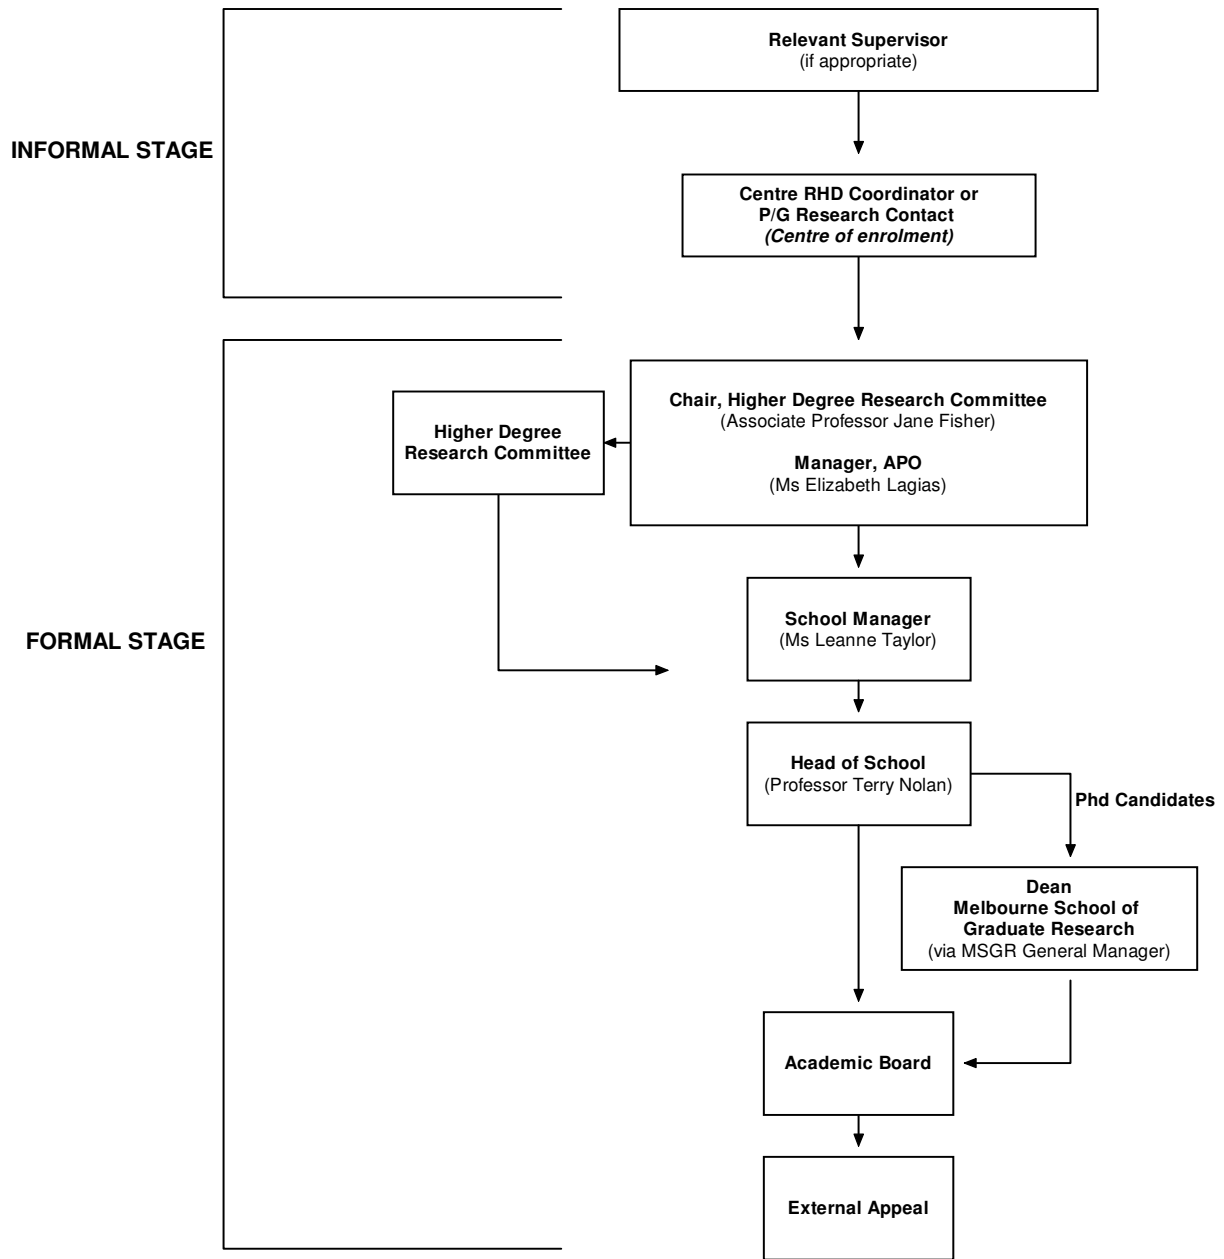 Relevant Supervisor
(if appropriate)
INFORMAL STAGE
Centre RHD Coordinator or
P/G Research Contact
(Centre of enrolment)
Chair, Higher Degree Research Committee
(Associate Professor Jane Fisher)
Manager, APO
(Ms Elizabeth Lagias)
Higher Degree
Research Committee
FORMAL STAGE
School Manager
(Ms Leanne Taylor)
Head of School
(Professor Terry Nolan)
Phd Candidates
Dean
Melbourne School of
Graduate Research
(via MSGR General Manager)
Academic Board
External Appeal